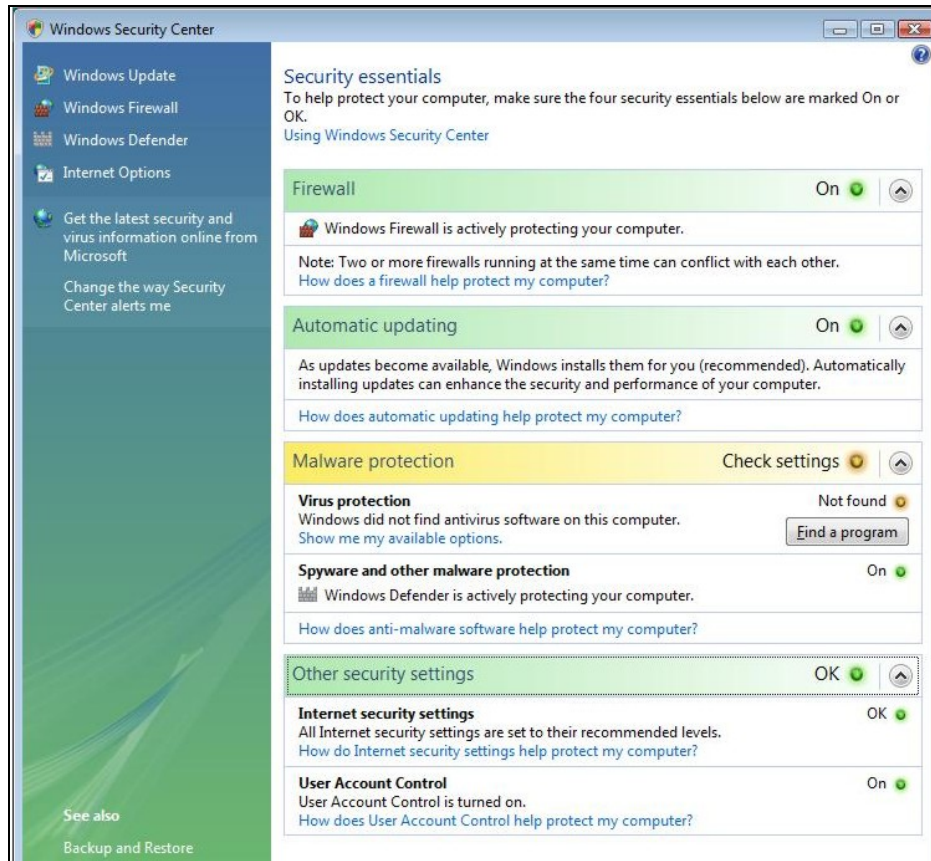 Windows Security Center
Windows Update
Windows Firewall
Windows Defender
Internet Options
Get the latest security and
virus information online from
Microsoft
Change the way Security
Center alerts me
See also
Backup and Restore
Security essentials
To help protect your computer, make sure the four security essentials below are marked On or
OK.
Using Windows Security Center
Firewall On
Windows Firewall is actively protecting your computer.
Note: Two or more firewalls running at the same time can conflict with each other.
How does a firewall help protect my computer?
Automatic updating On
As updates become available, Windows installs them for you (recommended). Automatically
installing updates can enhance the security and performance of your computer.
How does automatic updating help protect my computer?
Malware protection Check settings
Virus protection Not found
Windows did not find antivirus software on this computer.
Show me my available options. Find a program
Spyware and other malware protection On
Windows Defender is actively protecting your computer.
How does anti-malware software help protect my computer?
Other security settings OK
Internet security settings OK
All Internet security settings are set to their recommended levels.
How do Internet security settings help protect my computer?
User Account Control On
User Account Control is turned on.
How does User Account Control help protect my computer?